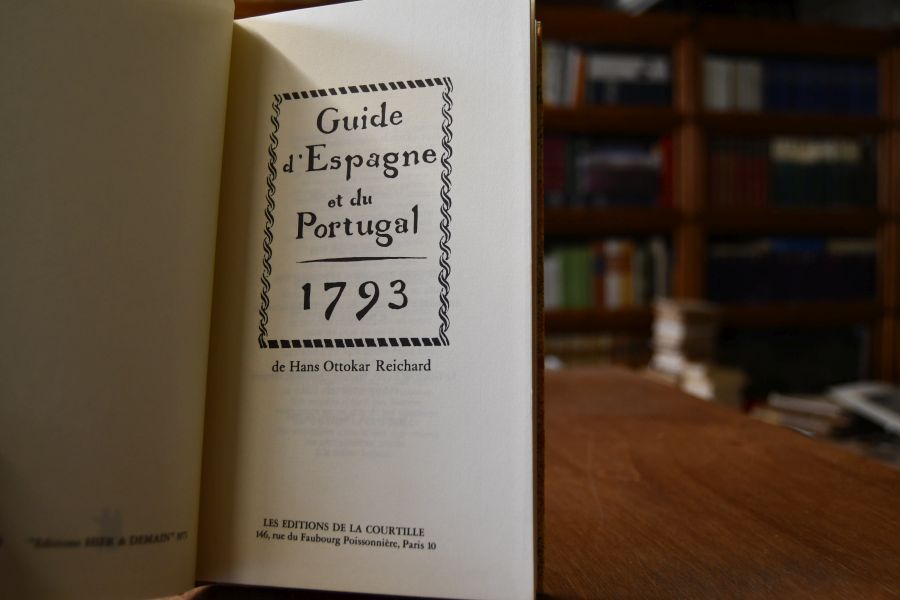 "Editions HIER & DEMAIN"
Guide
d'Espagne
et du
Portugal
1793
de Hans Ottokar Reichard
LES EDITIONS DE LA COURTILLE
146, rue du Faubourg Poissonnière, Paris 10